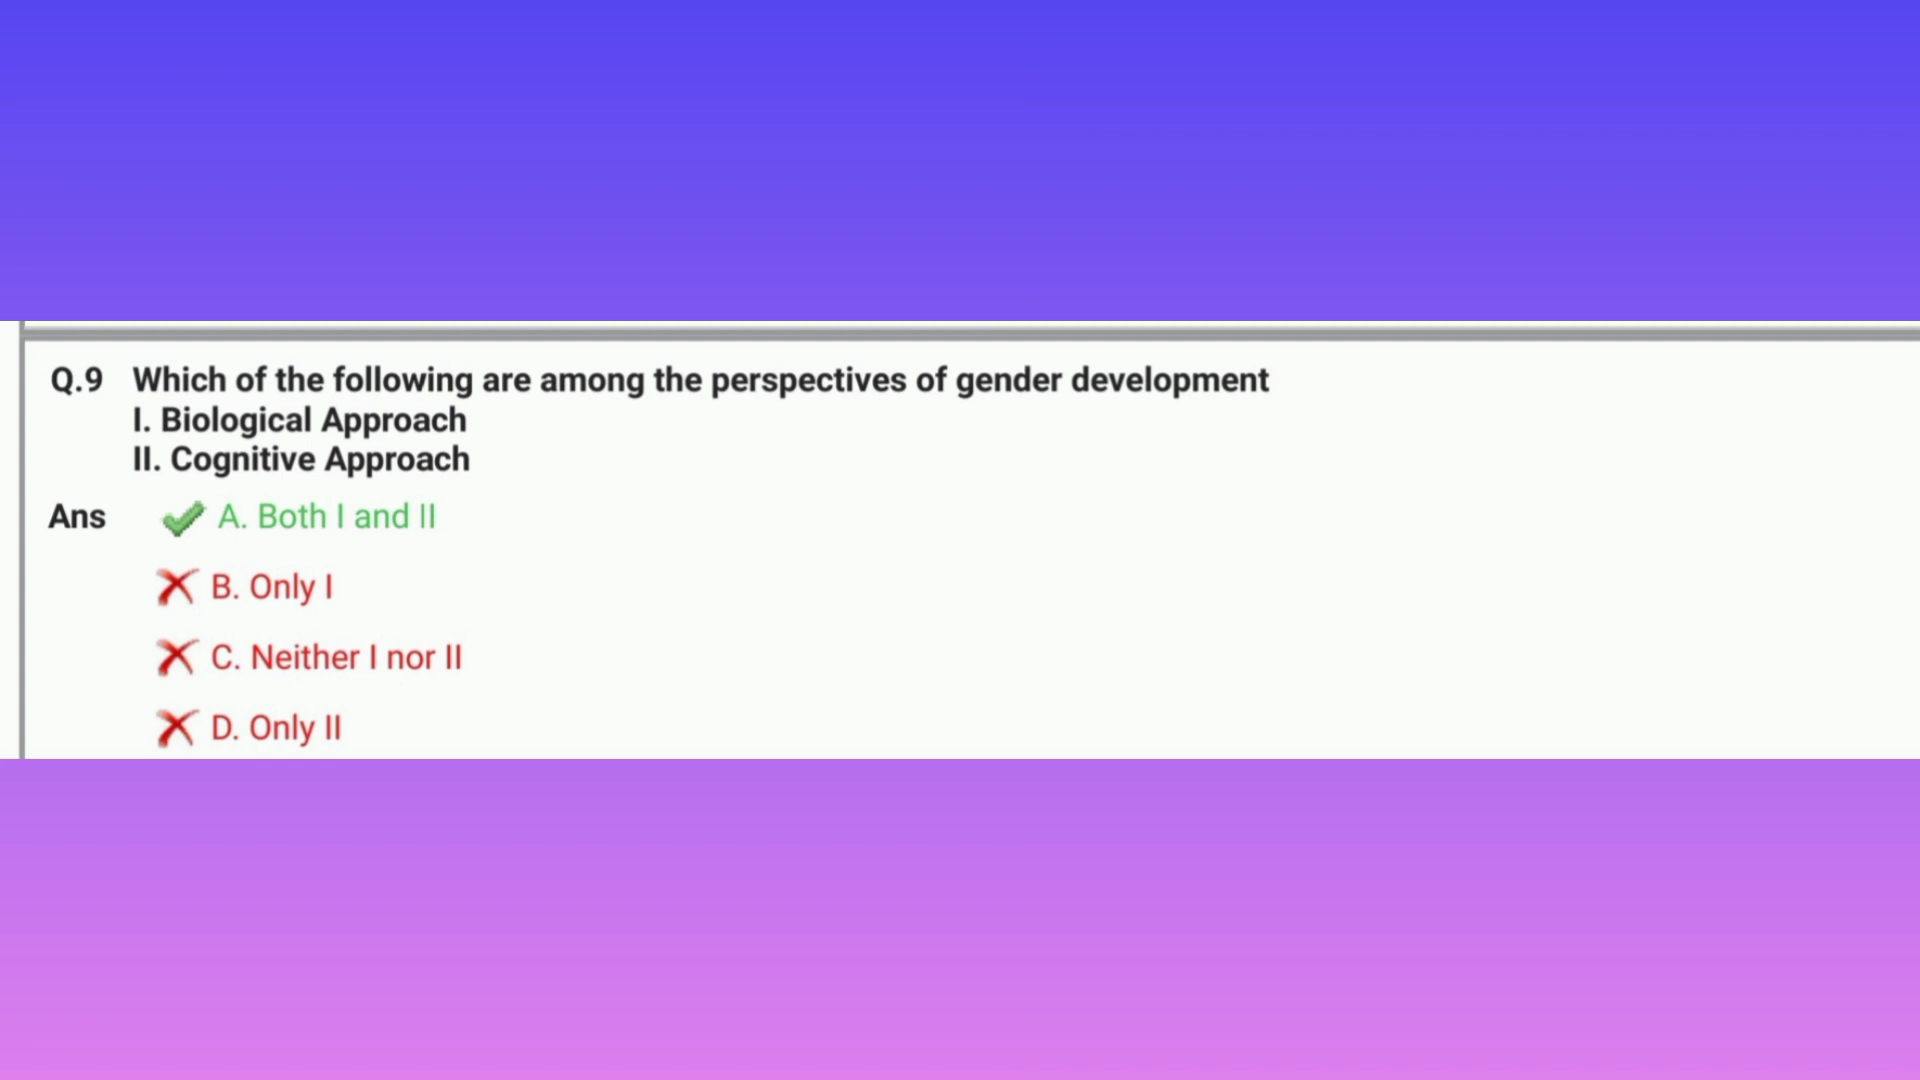 Q.9 Which of the following are among the perspectives of gender development
I. Biological Approach
II. Cognitive Approach
Ans A. Both I and II
B. Only I
C. Neither I nor II
D. Only II